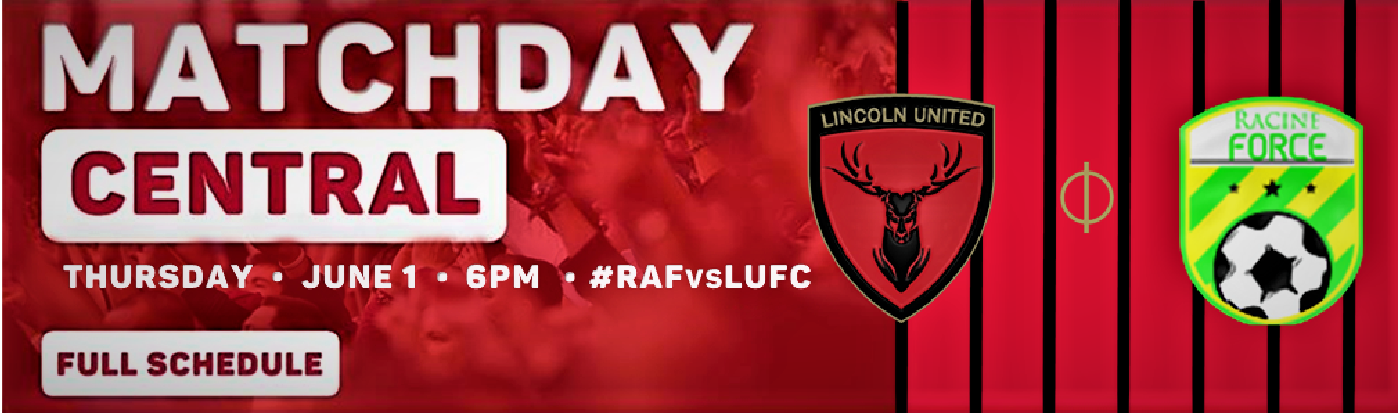 MATCHDAY
CENTRAL
THURSDAY • JUNE 1 • 6PM • #RAFvsLUFC
FULL SCHEDULE
LINCOLN UNITED
RACINE
FORCE